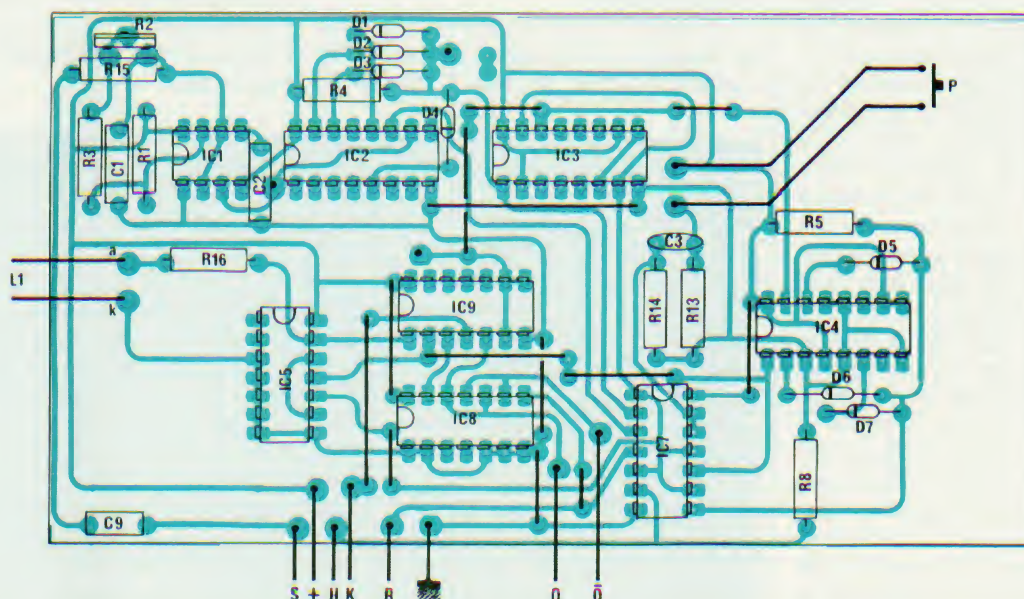 R2
D1
D2
R15
D3
R4
P
D4
R3
C1
R1
IC1
C2
IC2
IC3
R5
C3
D5
a
R16
L1
k
IC9
R14
R13
IC4
IC5
D6
IC8
IC7
D7
R8
C9
S + H K R Q Q̄